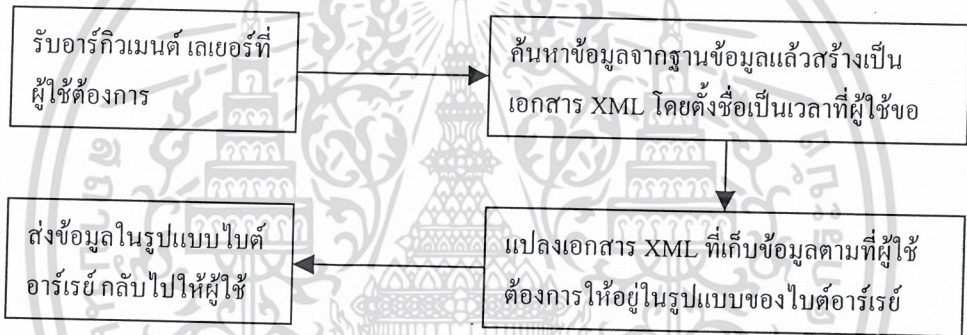 รับอาร์กิวเมนต์ เลเยอร์ที่
ผู้ใช้ต้องการ
ค้นหาข้อมูลจากฐานข้อมูลแล้วสร้างเป็น
เอกสาร XML โดยตั้งชื่อเป็นเวลาที่ผู้ใช้ขอ
แปลงเอกสาร XML ที่เก็บข้อมูลตามที่ผู้ใช้
ต้องการให้อยู่ในรูปแบบของไบต์อาร์เรย์
ส่งข้อมูลในรูปแบบไบต์
อาร์เรย์ กลับไปให้ผู้ใช้